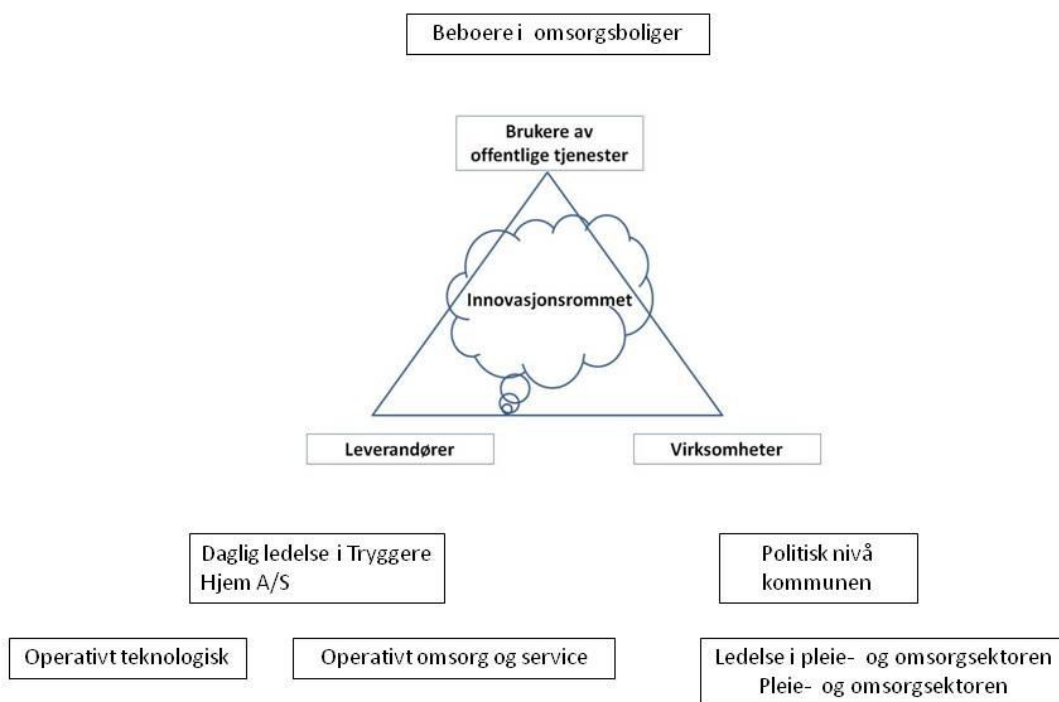 Beboere i omsorgsboliger
Brukere av
offentlige tjenester
Innovasjonsrommet
Leverandører
Virksomheter
Daglig ledelse i Tryggere
Hjem A/S
Politisk nivå
kommunen
Operativt teknologisk
Operativt omsorg og service
Ledelse i pleie- og omsorgsektoren
Pleie- og omsorgsektoren